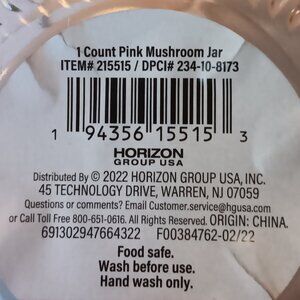 1 Count Pink Mushroom Jar
ITEM# 215515 / DPCI# 234-10-8173
1 94356 15515 3
HORIZON
GROUP USA
Distributed By © 2022 HORIZON GROUP USA, INC.
45 TECHNOLOGY DRIVE, WARREN, NJ 07059
Questions or comments? Email Customer.service@hgusa.com
or Call Toll Free 800-651-0616. All Rights Reserved. ORIGIN: CHINA.
691302947664322 F00384762-02/22
Food safe.
Wash before use.
Hand wash only.